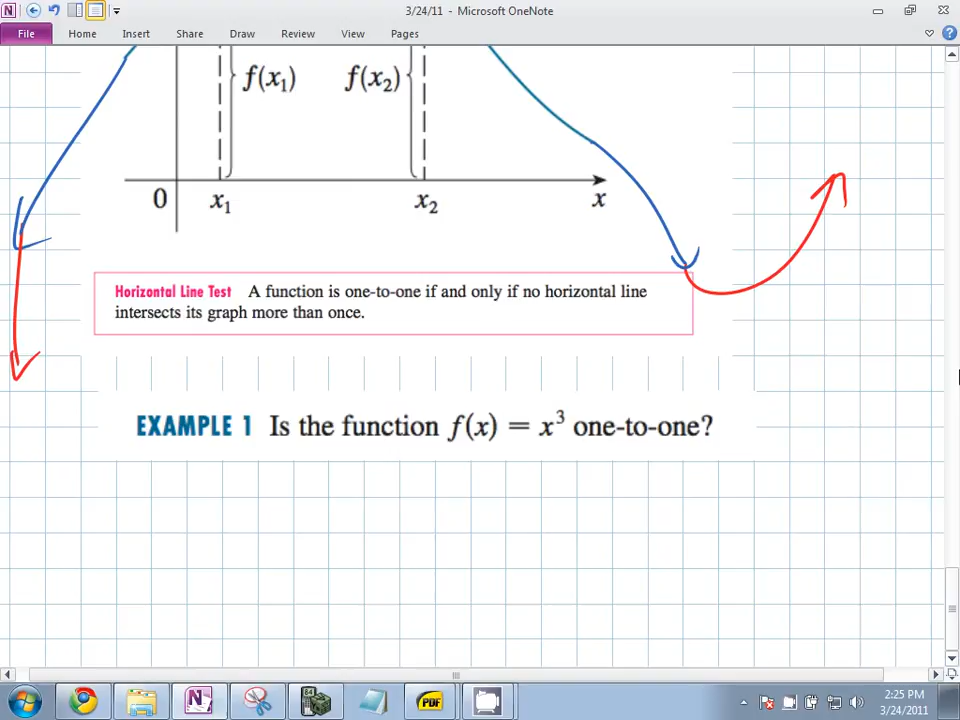 3/24/11 - Microsoft OneNote
File Home Insert Share Draw Review View Pages
f(x₁) f(x₂)
0 x₁ x₂ x
Horizontal Line Test A function is one-to-one if and only if no horizontal line
intersects its graph more than once.
EXAMPLE 1 Is the function f(x) = x³ one-to-one?
PDF
2:25 PM
3/24/2011